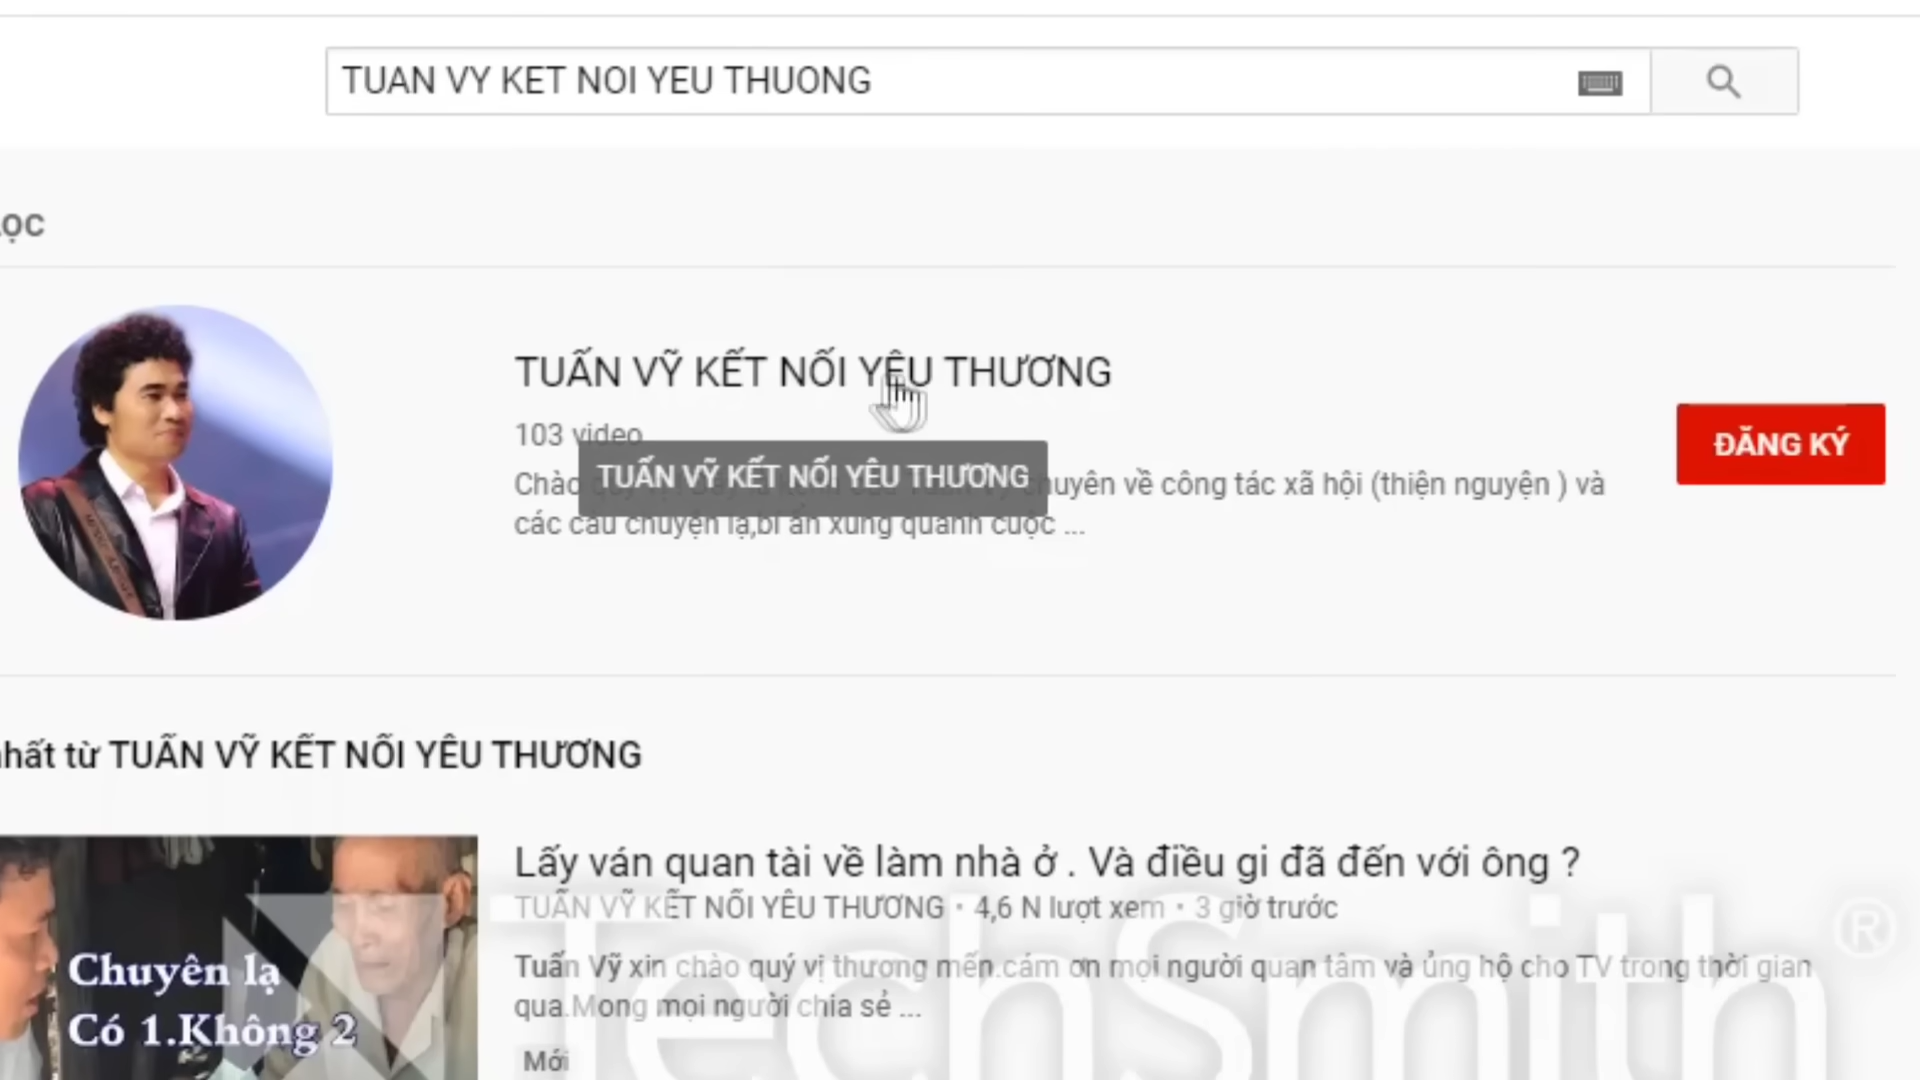 TUAN VY KET NOI YEU THUONG
LỌC
TUẤN VỸ KẾT NỐI YÊU THƯƠNG
103 video
TUẤN VỸ KẾT NỐI YÊU THƯƠNG
Chào chuyên về công tác xã hội (thiện nguyện ) và
các câu chuyện lạ,bí ẩn xung quanh cuộc ...
ĐĂNG KÝ
nhất từ TUẤN VỸ KẾT NỐI YÊU THƯƠNG
Lấy ván quan tài về làm nhà ở . Và điều gi đã đến với ông ?
TUẤN VỸ KẾT NỐI YÊU THƯƠNG • 4,6 N lượt xem • 3 giờ trước
Tuấn Vỹ xin chào quý vị thương mến.cám ơn mọi người quan tâm và ủng hộ cho TV trong thời gian
qua.Mong mọi người chia sẻ ...
Mới
Chuyện lạ
Có 1.Không 2
TechSmith®